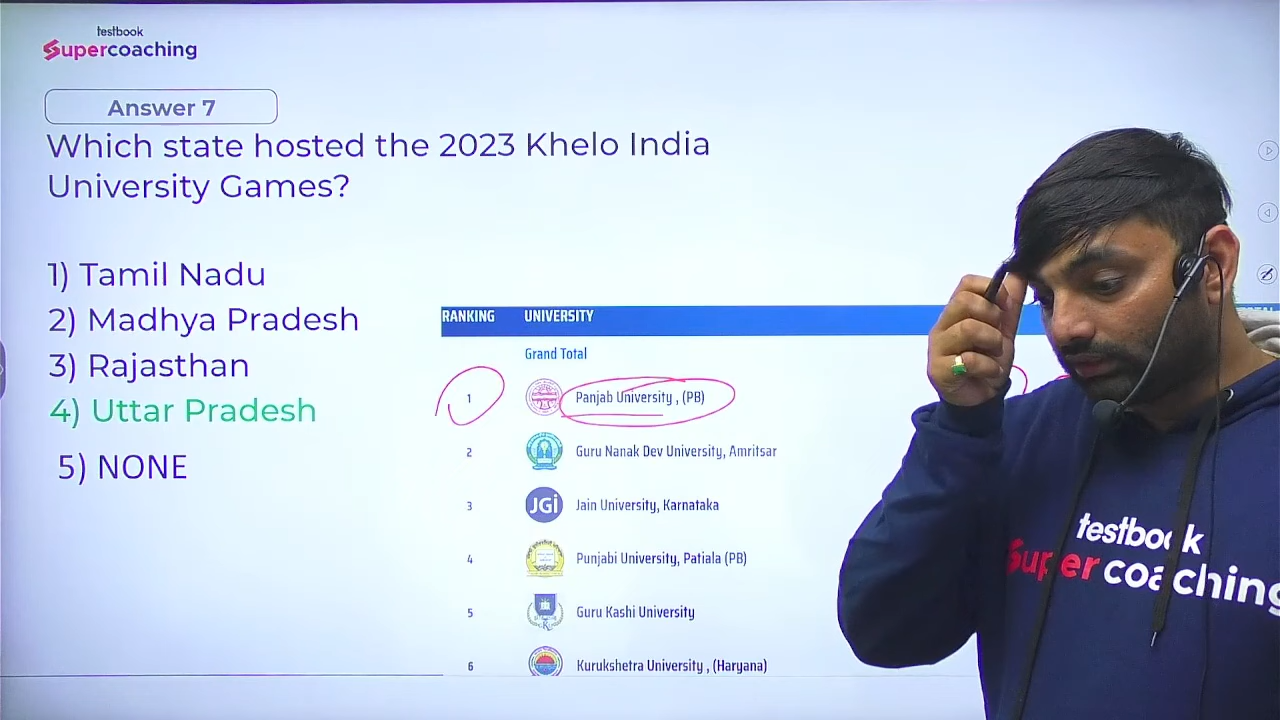 testbook
Supercoaching
Answer 7
Which state hosted the 2023 Khelo India
University Games?
1) Tamil Nadu
2) Madhya Pradesh
3) Rajasthan
4) Uttar Pradesh
5) NONE
RANKING UNIVERSITY
Grand Total
1 Panjab University , (PB)
2 Guru Nanak Dev University, Amritsar
3 JGi Jain University, Karnataka
4 Punjabi University, Patiala (PB)
5 Guru Kashi University
6 Kurukshetra University , (Haryana)
testbook
Supercoaching